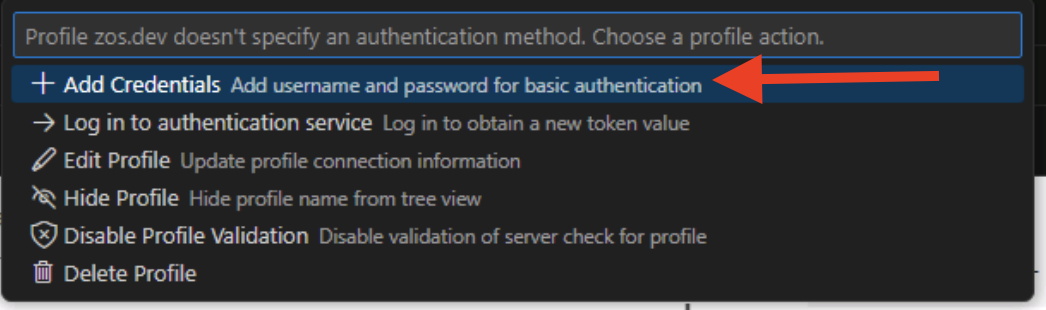 Profile zos.dev doesn't specify an authentication method. Choose a profile action.
Add Credentials Add username and password for basic authentication
Log in to authentication service Log in to obtain a new token value
Edit Profile Update profile connection information
Hide Profile Hide profile name from tree view
Disable Profile Validation Disable validation of server check for profile
Delete Profile